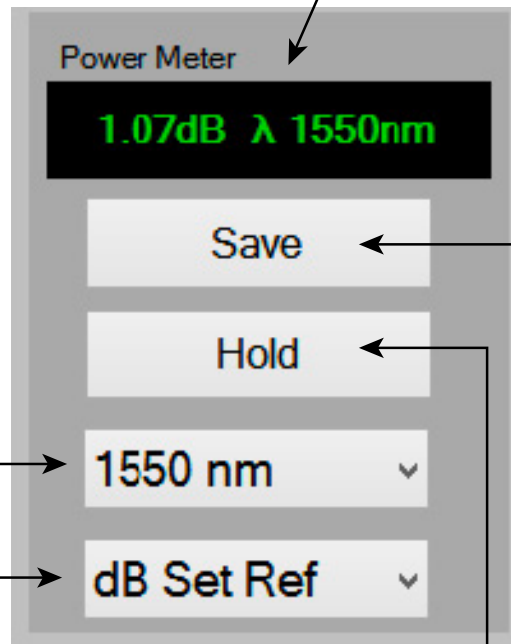 Power Meter
1.07dB λ 1550nm
Save
Hold
1550 nm
dB Set Ref